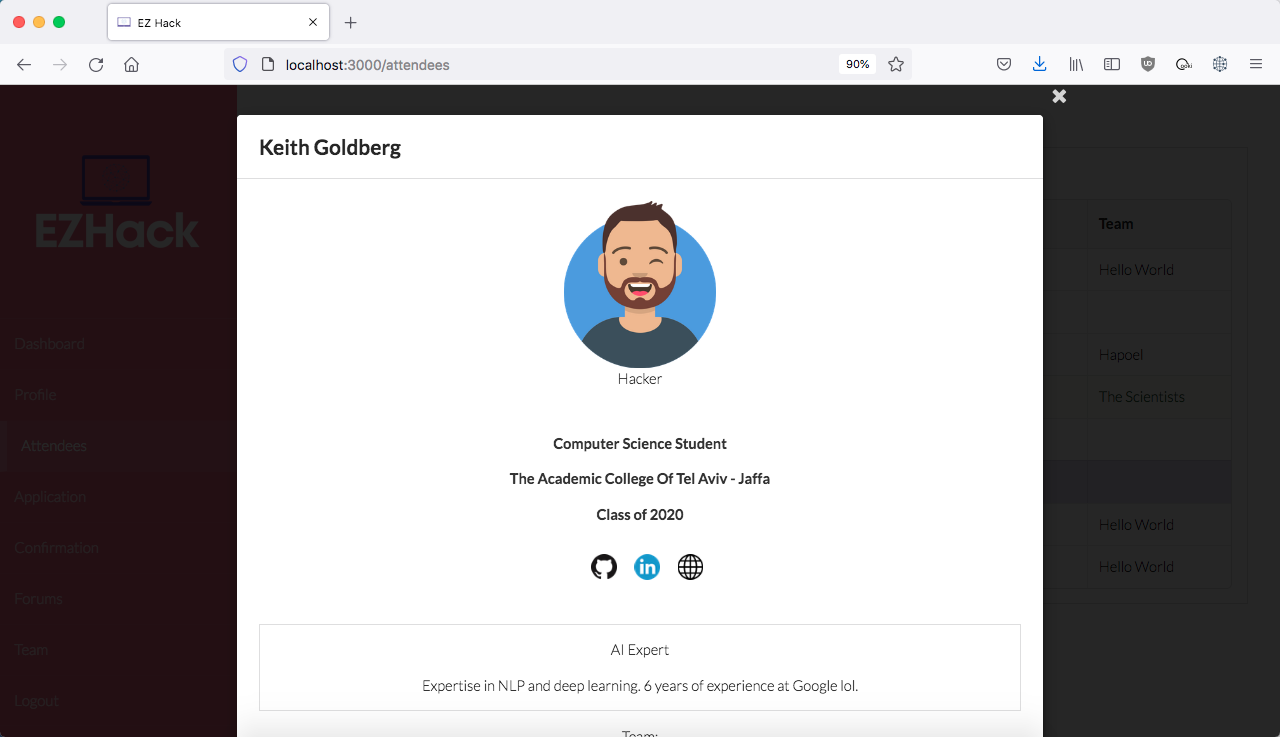 EZ Hack
localhost:3000/attendees
90%
EZHack
Dashboard
Profile
Attendees
Application
Confirmation
Forums
Team
Logout
Keith Goldberg
Hacker
Computer Science Student
The Academic College Of Tel Aviv - Jaffa
Class of 2020
in
AI Expert
Expertise in NLP and deep learning. 6 years of experience at Google lol.
Team:
Team
Hello World
Hapoel
The Scientists
Hello World
Hello World